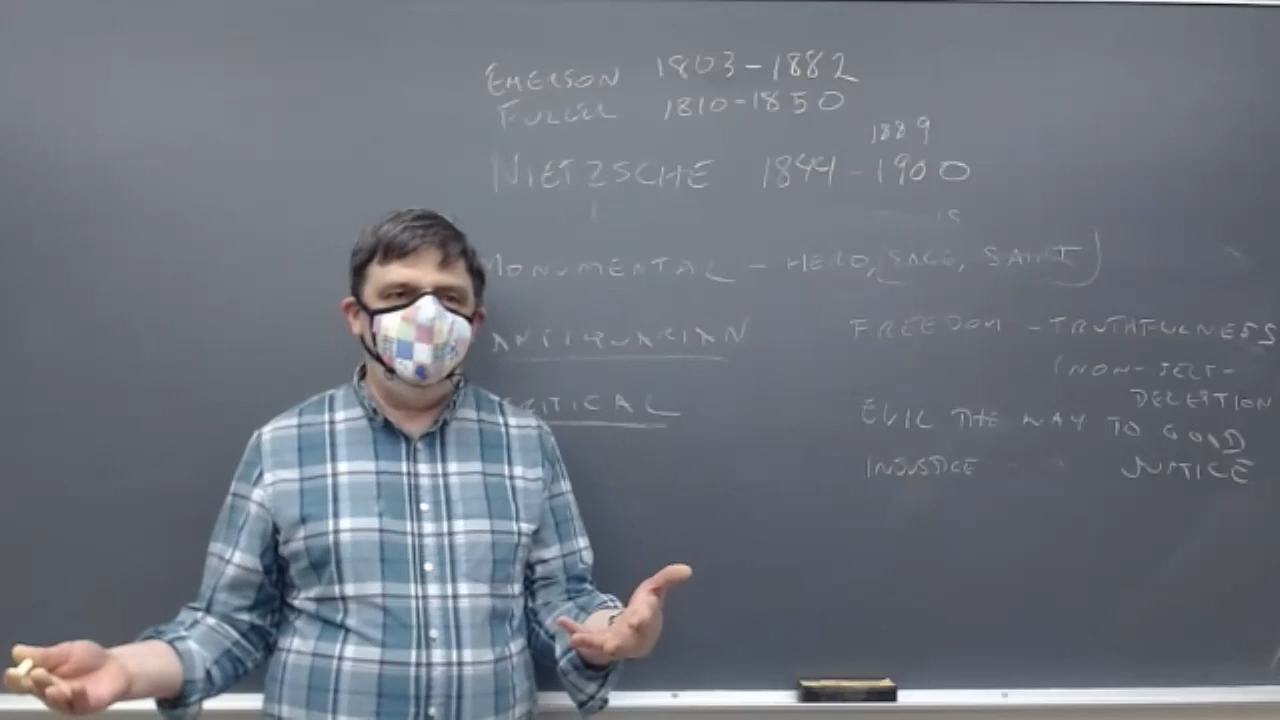 EMERSON 1803-1882
FULLER 1810-1850
1889
NIETZSCHE 1844-1900
MONUMENTAL - HERO, (SAGE, SAINT)
ANTIQUARIAN
FREEDOM - TRUTHFULNESS
(NON-SELF-
DECEPTION
CRITICAL
EVIL THE WAY TO GOOD
INJUSTICE JUSTICE